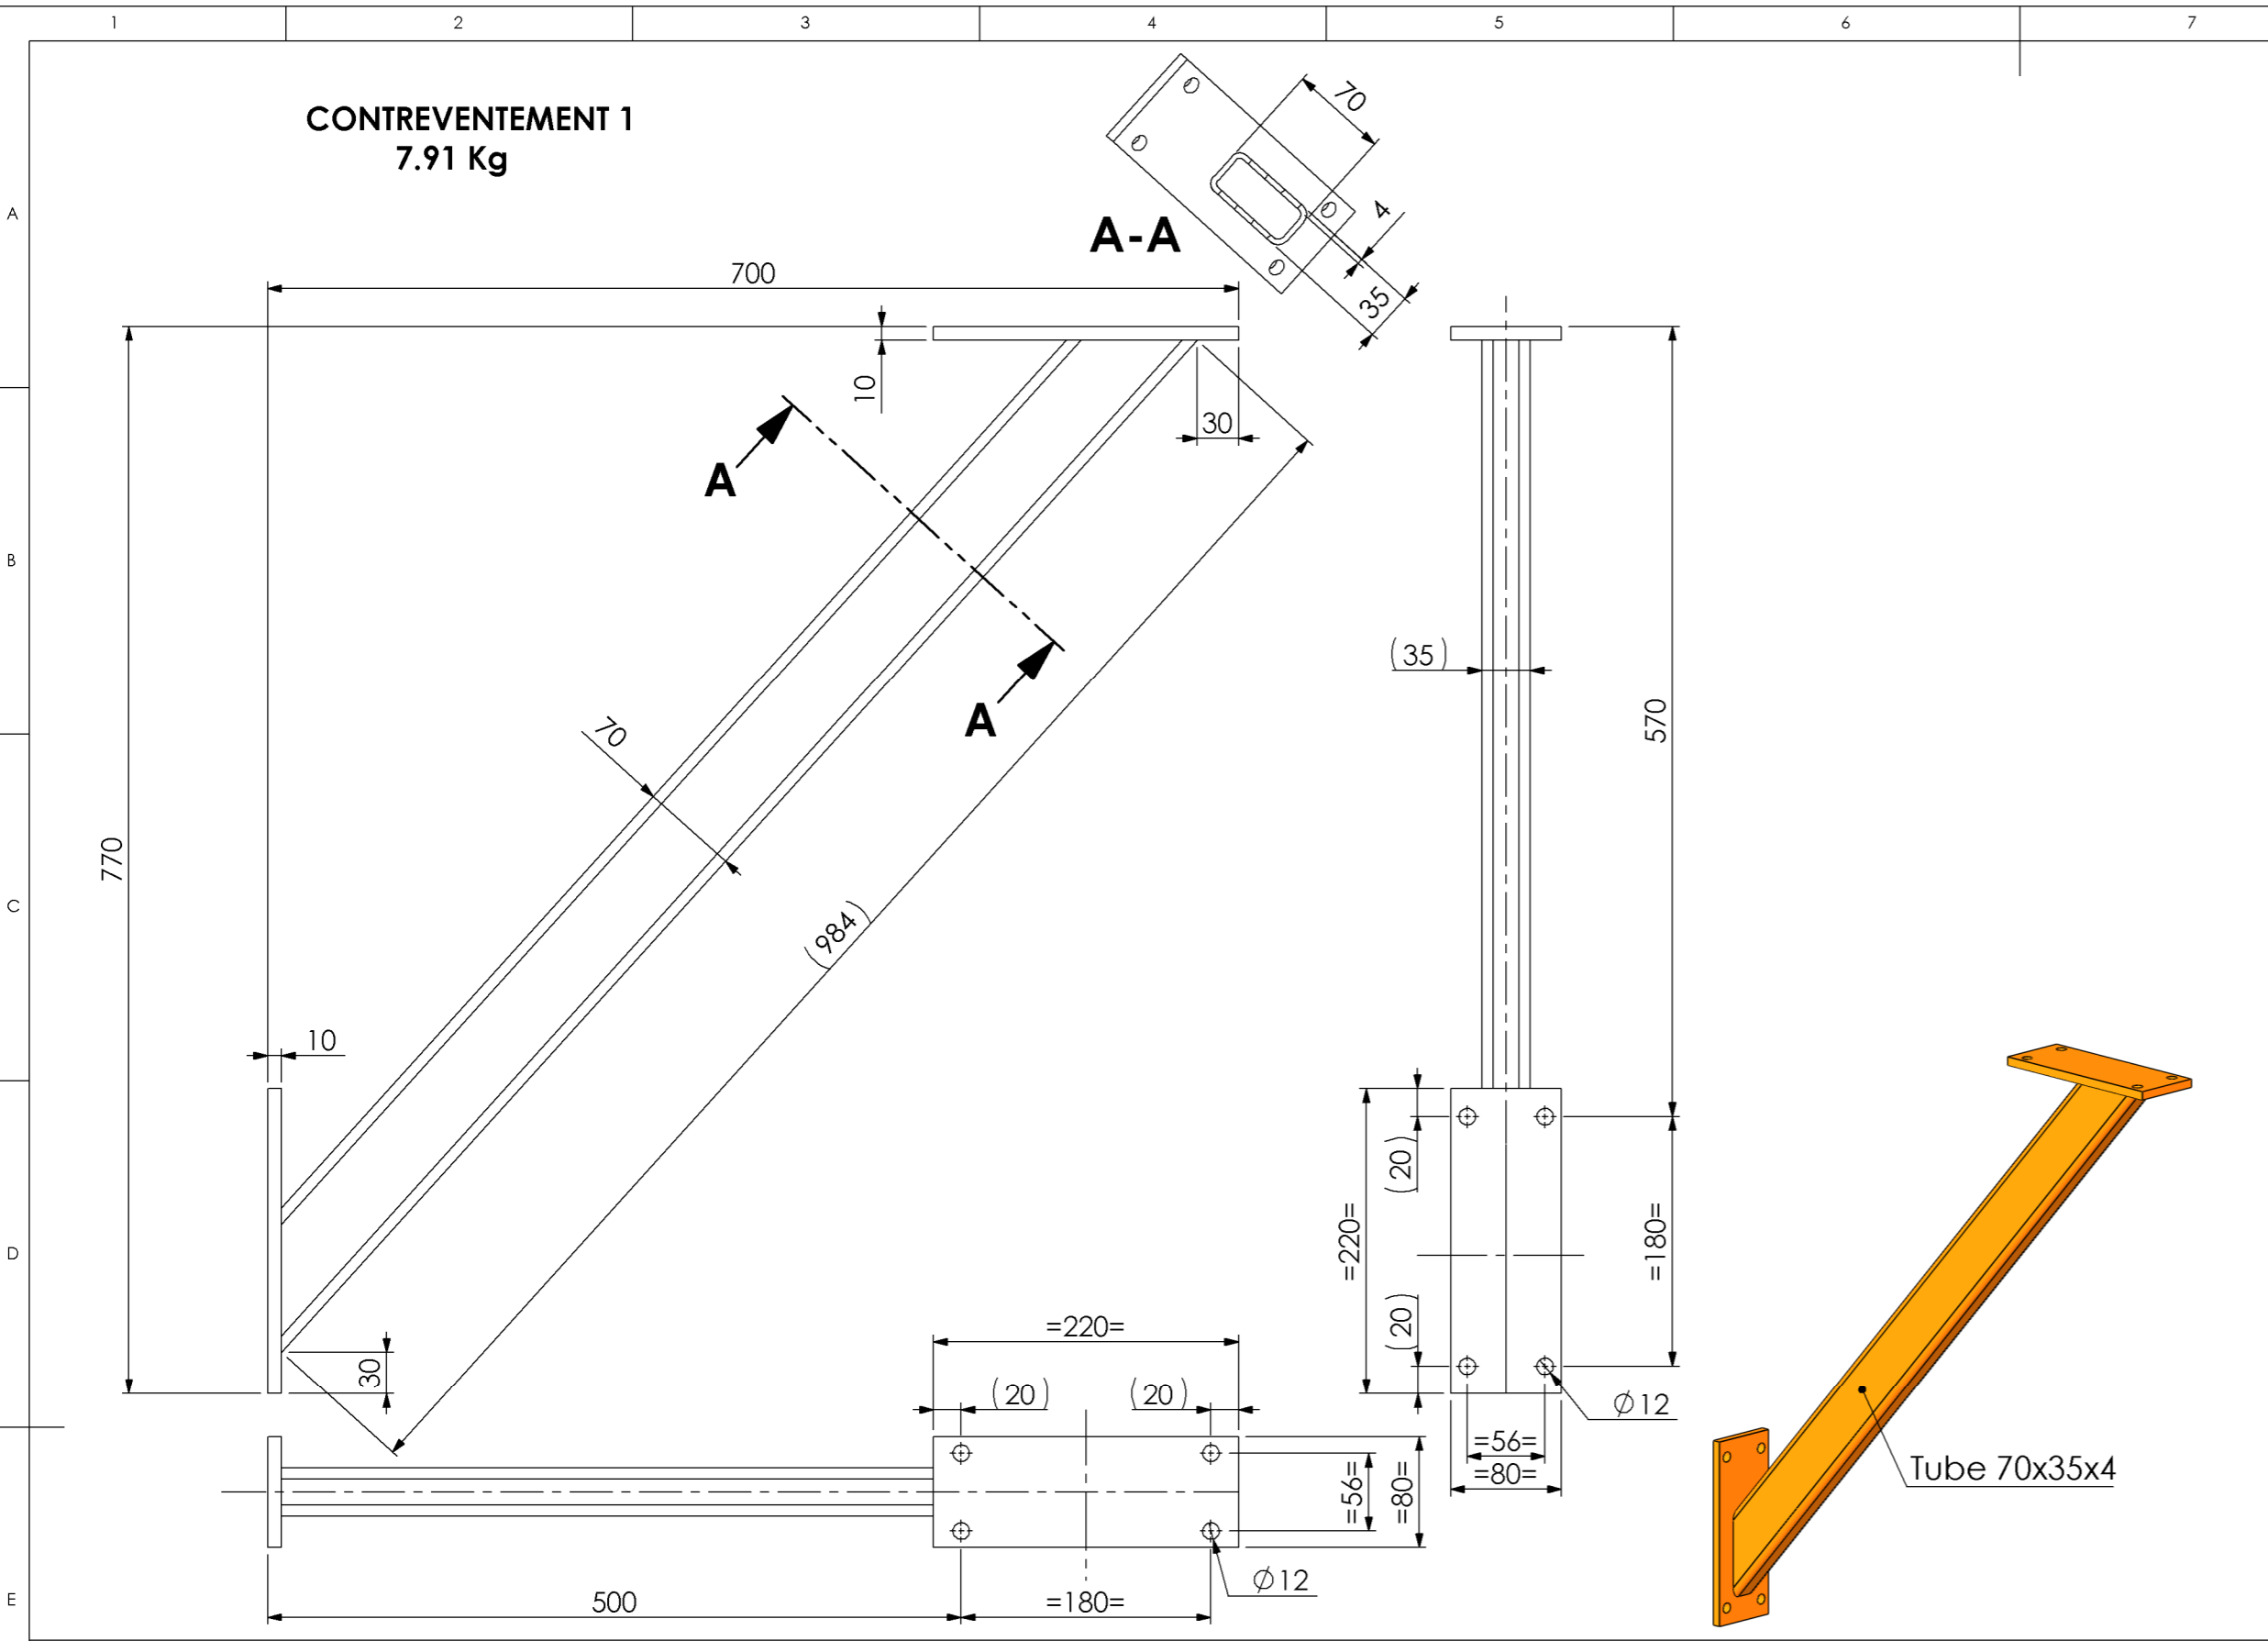 1 2 3 4 5 6 7
CONTREVENTEMENT 1
7.91 Kg
70
A
4
A-A
35
700
10
30
A
B
(35)
570
A
70
770
C
(984)
10
(20)
=220=
=180=
D
(20)
=220=
30
(20) (20)
Ø12
=56=
=80=
Tube 70x35x4
=56=
=80=
Ø12
500
=180=
E